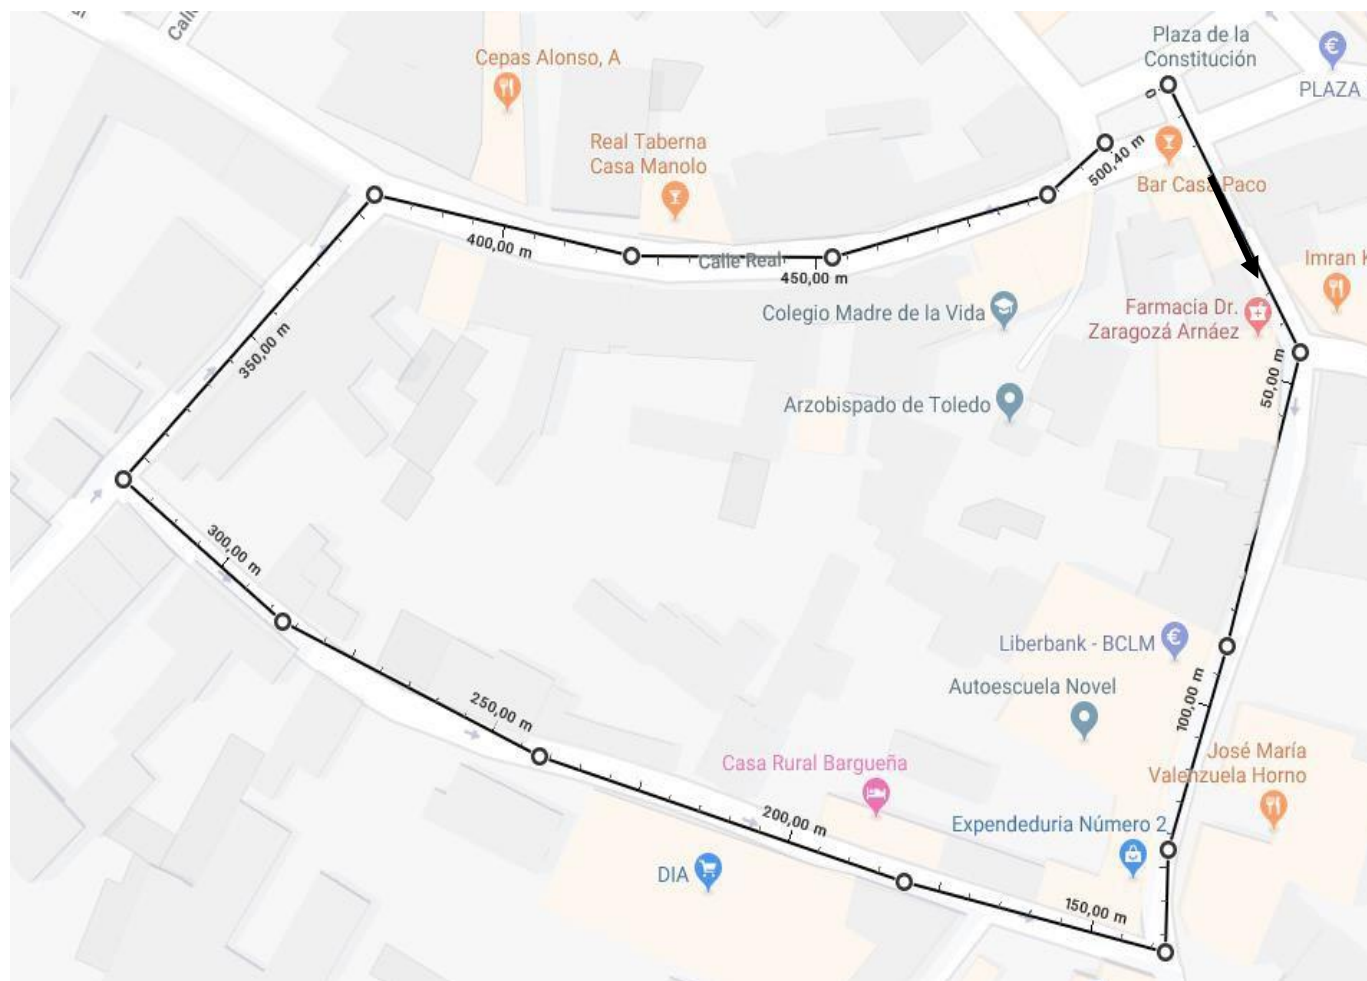 Plaza de la
Constitución
PLAZA
Cepas Alonso, A
0
500,40 m
Real Taberna
Casa Manolo
Bar Casa Paco
400,00 m
Calle Real
450,00 m
Imran K
Colegio Madre de la Vida
Farmacía Dr.
Zaragozá Arnáez
350,00 m
50,00 m
Arzobispado de Toledo
300,00 m
Liberbank - BCLM
Autoescuela Novel
250,00 m
100,00 m
José María
Valenzuela Horno
Casa Rural Bargueña
200,00 m
Expendeduria Número 2
DIA
150,00 m